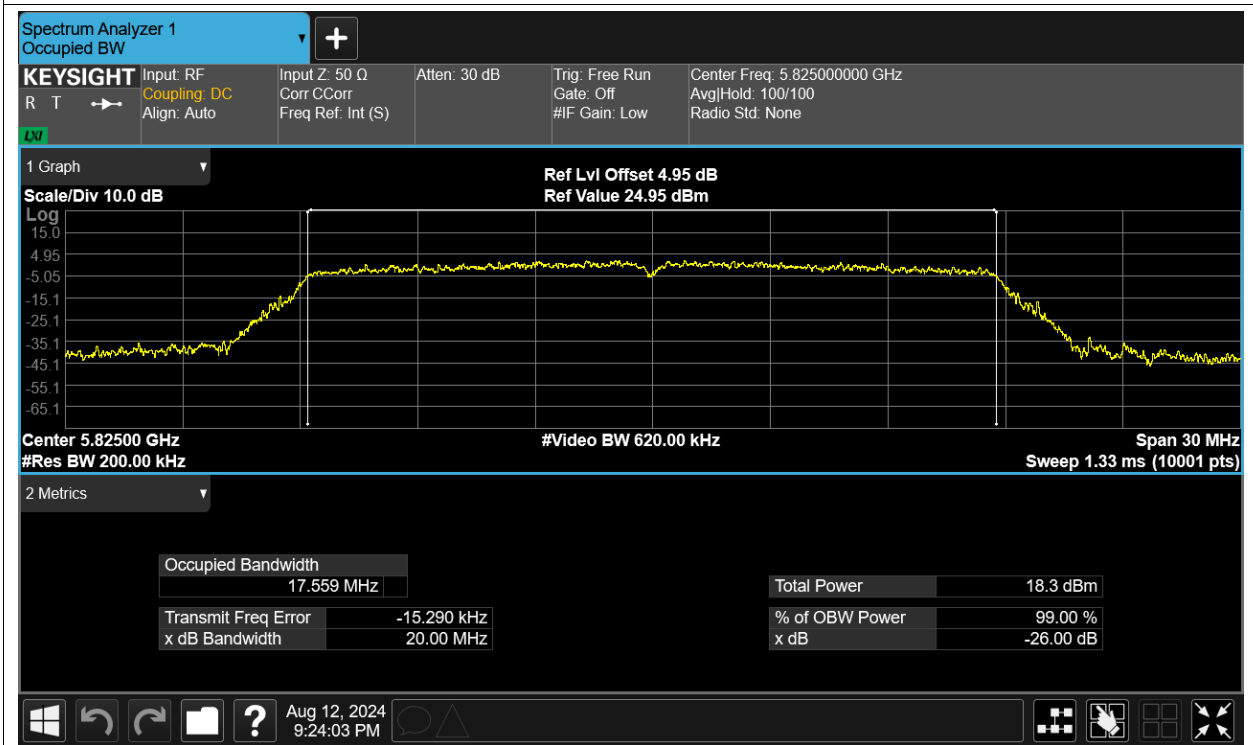 Spectrum Analyzer 1
Occupied BW
KEYSIGHT
R T
LXI
Input: RF
Coupling: DC
Align: Auto
Input Z: 50 Ω
Corr CCorr
Freq Ref: Int (S)
Atten: 30 dB
Trig: Free Run
Gate: Off
#IF Gain: Low
Center Freq: 5.825000000 GHz
Avg|Hold: 100/100
Radio Std: None
1 Graph
Scale/Div 10.0 dB
Ref Lvl Offset 4.95 dB
Ref Value 24.95 dBm
Log
15.0
4.95
-5.05
-15.1
-25.1
-35.1
-45.1
-55.1
-65.1
Center 5.82500 GHz
#Video BW 620.00 kHz
Span 30 MHz
#Res BW 200.00 kHz
Sweep 1.33 ms (10001 pts)
2 Metrics
Occupied Bandwidth
17.559 MHz
Total Power 18.3 dBm
Transmit Freq Error -15.290 kHz
% of OBW Power 99.00 %
x dB Bandwidth 20.00 MHz
x dB -26.00 dB
?
Aug 12, 2024
9:24:03 PM